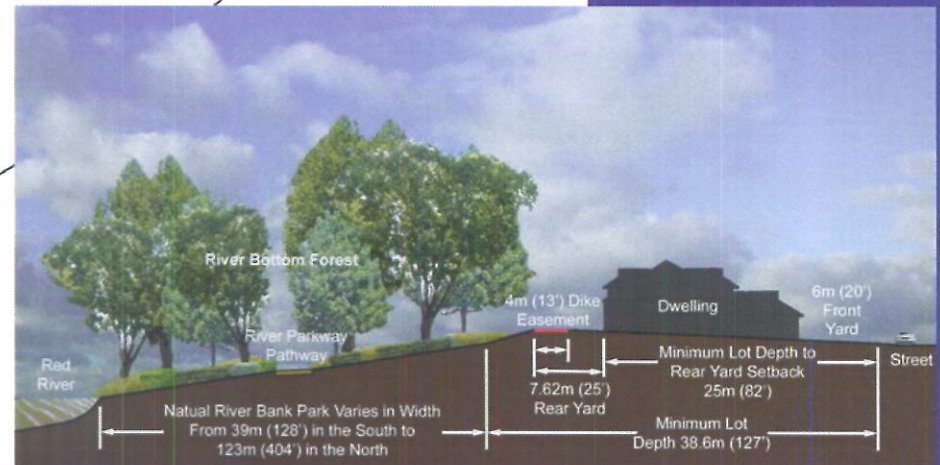 River Bottom Forest
4m (13') Dike
Easement
Dwelling
6m (20')
Front
Yard
River Parkway
Pathway
Red
River
Street
7.62m (25')
Rear Yard
Minimum Lot Depth to
Rear Yard Setback
25m (82')
Natual River Bank Park Varies in Width
From 39m (128') in the South to
123m (404') in the North
Minimum Lot
Depth 38.6m (127')